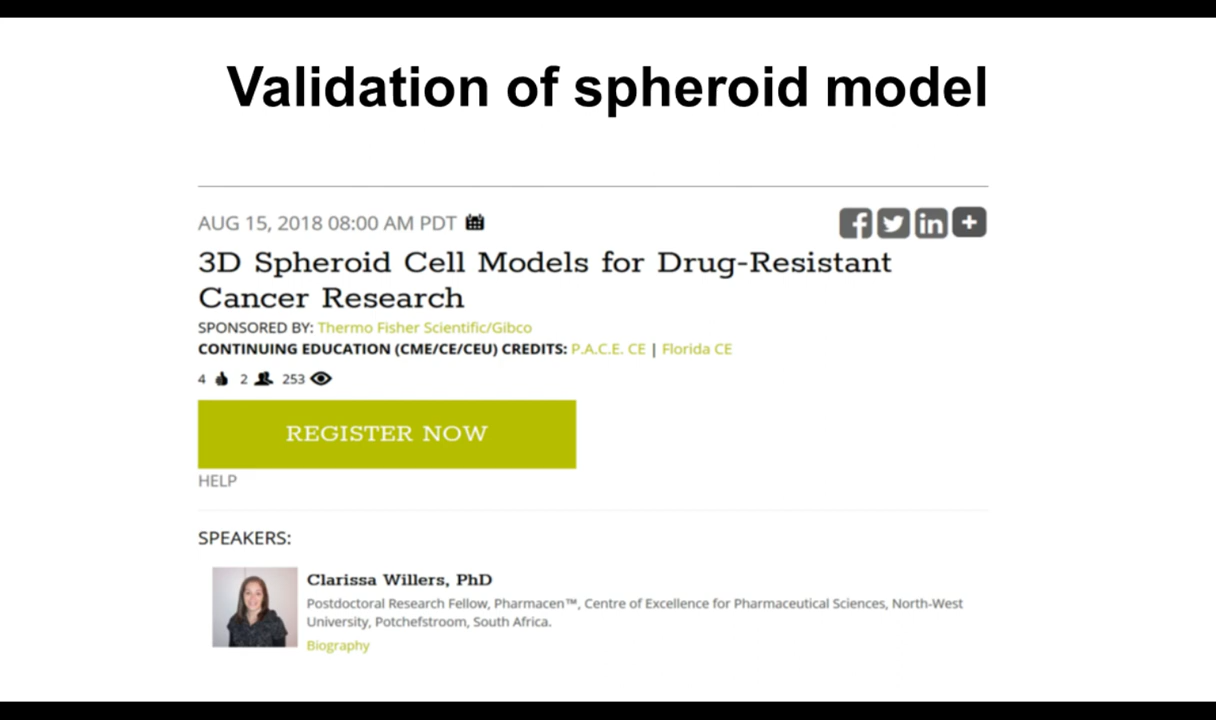 Validation of spheroid model
AUG 15, 2018 08:00 AM PDT
3D Spheroid Cell Models for Drug-Resistant
Cancer Research
SPONSORED BY: Thermo Fisher Scientific/Gibco
CONTINUING EDUCATION (CME/CE/CEU) CREDITS: P.A.C.E. CE | Florida CE
4 2 253
REGISTER NOW
HELP
SPEAKERS:
Clarissa Willers, PhD
Postdoctoral Research Fellow, Pharmacen™, Centre of Excellence for Pharmaceutical Sciences, North-West
University, Potchefstroom, South Africa.
Biography